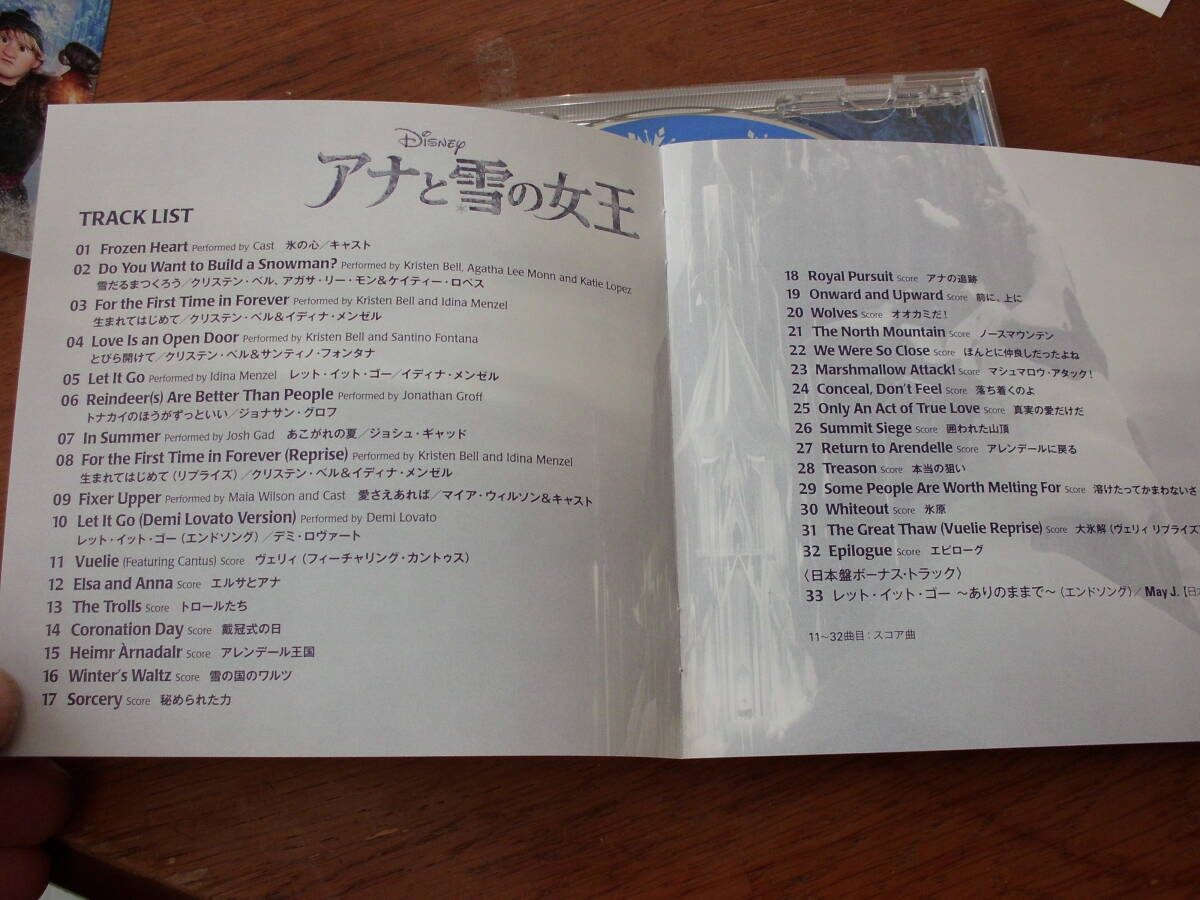 Disney
アナと雪の女王
TRACK LIST
01 Frozen Heart Performed by Cast 氷の心/キャスト
02 Do You Want to Build a Snowman? Performed by Kristen Bell, Agatha Lee Monn and Katie Lopez
雪だるまつくろう/クリステン・ベル、アガサ・リー・モン&ケイティー・ロペス
03 For the First Time in Forever Performed by Kristen Bell and Idina Menzel
生まれてはじめて/クリステン・ベル&イディナ・メンゼル
04 Love Is an Open Door Performed by Kristen Bell and Santino Fontana
とびら開けて/クリステン・ベル&サンティノ・フォンタナ
05 Let It Go Performed by Idina Menzel レット・イット・ゴー/イディナ・メンゼル
06 Reindeer(s) Are Better Than People Performed by Jonathan Groff
トナカイのほうがずっといい/ジョナサン・グロフ
07 In Summer Performed by Josh Gad あこがれの夏/ジョシュ・ギャッド
08 For the First Time in Forever (Reprise) Performed by Kristen Bell and Idina Menzel
生まれてはじめて(リプライズ)/クリステン・ベル&イディナ・メンゼル
09 Fixer Upper Performed by Maia Wilson and Cast 愛さえあれば/マイア・ウィルソン&キャスト
10 Let It Go (Demi Lovato Version) Performed by Demi Lovato
レット・イット・ゴー(エンドソング)/デミ・ロヴァート
11 Vuelie (Featuring Cantus) Score ヴェリィ(フィーチャリング・カントゥス)
12 Elsa and Anna Score エルサとアナ
13 The Trolls Score トロールたち
14 Coronation Day Score 戴冠式の日
15 Heimr Àrnadalr Score アレンデール王国
16 Winter's Waltz Score 雪の国のワルツ
17 Sorcery Score 秘められた力
18 Royal Pursuit Score アナの追跡
19 Onward and Upward Score 前に、上に
20 Wolves Score オオカミだ!
21 The North Mountain Score ノースマウンテン
22 We Were So Close Score ほんとに仲良しだったよね
23 Marshmallow Attack! Score マシュマロウ・アタック!
24 Conceal, Don't Feel Score 落ち着くのよ
25 Only An Act of True Love Score 真実の愛だけだ
26 Summit Siege Score 囲われた山頂
27 Return to Arendelle Score アレンデールに戻る
28 Treason Score 本当の狙い
29 Some People Are Worth Melting For Score 溶けたってかまわないさ
30 Whiteout Score 氷原
31 The Great Thaw (Vuelie Reprise) Score 大氷解(ヴェリィ リプライズ
32 Epilogue Score エピローグ
〈日本盤ボーナス・トラック〉
33 レット・イット・ゴー ~ありのままで~(エンドソング)/May J.【日
11~32曲目:スコア曲